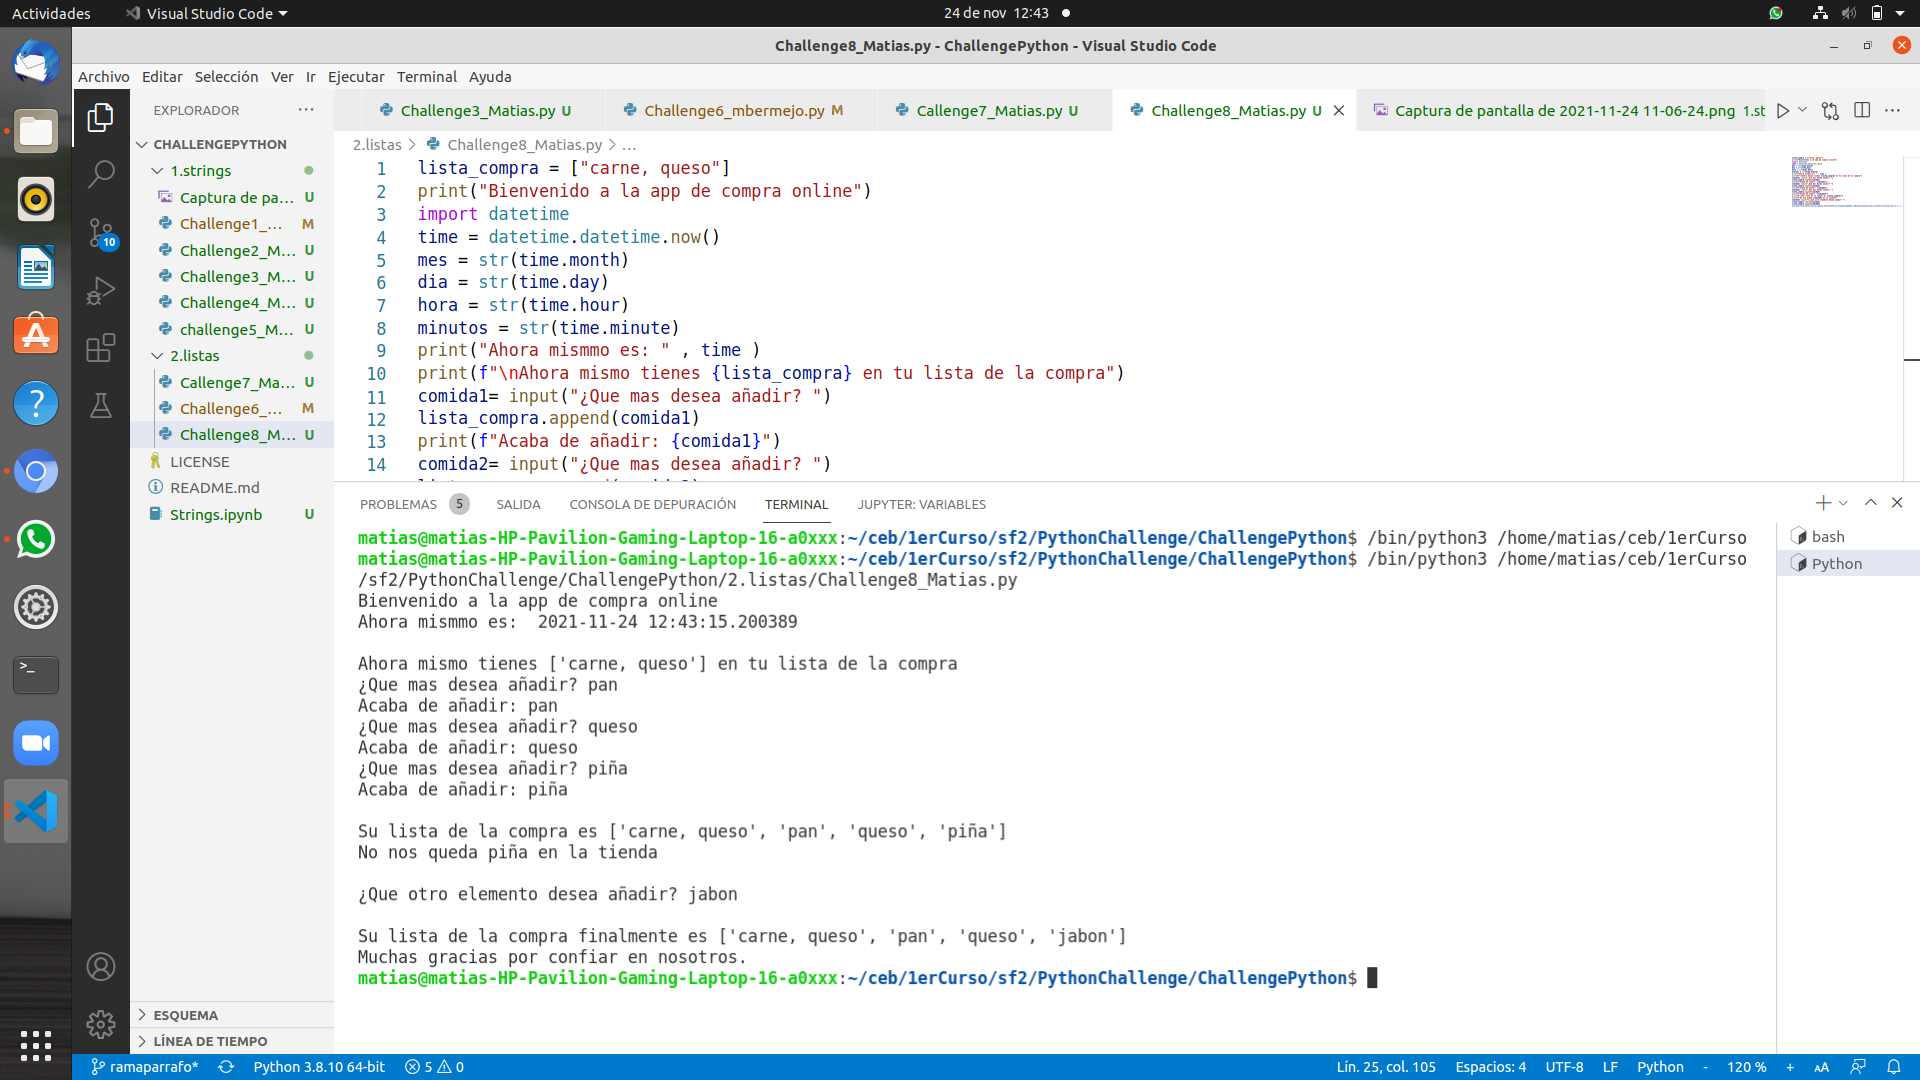 Actividades
Visual Studio Code
24 de nov 12:43
Challenge8_Matias.py - ChallengePython - Visual Studio Code
Archivo Editar Selección Ver Ir Ejecutar Terminal Ayuda
EXPLORADOR ···
Challenge3_Matias.py U
Challenge6_mbermejo.py M
Callenge7_Matias.py U
Challenge8_Matias.py U
Captura de pantalla de 2021-11-24 11-06-24.png 1.st
CHALLENGEPYTHON
1.strings
Captura de pa... U
Challenge1_... M
Challenge2_M... U
Challenge3_M... U
Challenge4_M... U
challenge5_M... U
2.listas
Callenge7_Ma... U
Challenge6_... M
Challenge8_M... U
LICENSE
README.md
Strings.ipynb U
10
ESQUEMA
LÍNEA DE TIEMPO
2.listas > Challenge8_Matias.py > ...
1 lista_compra = ["carne, queso"]
2 print("Bienvenido a la app de compra online")
3 import datetime
4 time = datetime.datetime.now()
5 mes = str(time.month)
6 dia = str(time.day)
7 hora = str(time.hour)
8 minutos = str(time.minute)
9 print("Ahora mismmo es: " , time )
10 print(f"\nAhora mismo tienes {lista_compra} en tu lista de la compra")
11 comida1= input("¿Que mas desea añadir? ")
12 lista_compra.append(comida1)
13 print(f"Acaba de añadir: {comida1}")
14 comida2= input("¿Que mas desea añadir? ")
PROBLEMAS 5 SALIDA CONSOLA DE DEPURACIÓN TERMINAL JUPYTER: VARIABLES
matias@matias-HP-Pavilion-Gaming-Laptop-16-a0xxx:~/ceb/1erCurso/sf2/PythonChallenge/ChallengePython$ /bin/python3 /home/matias/ceb/1erCurso
matias@matias-HP-Pavilion-Gaming-Laptop-16-a0xxx:~/ceb/1erCurso/sf2/PythonChallenge/ChallengePython$ /bin/python3 /home/matias/ceb/1erCurso
/sf2/PythonChallenge/ChallengePython/2.listas/Challenge8_Matias.py
Bienvenido a la app de compra online
Ahora mismmo es:  2021-11-24 12:43:15.200389
Ahora mismo tienes ['carne, queso'] en tu lista de la compra
¿Que mas desea añadir? pan
Acaba de añadir: pan
¿Que mas desea añadir? queso
Acaba de añadir: queso
¿Que mas desea añadir? piña
Acaba de añadir: piña
Su lista de la compra es ['carne, queso', 'pan', 'queso', 'piña']
No nos queda piña en la tienda
¿Que otro elemento desea añadir? jabon
Su lista de la compra finalmente es ['carne, queso', 'pan', 'queso', 'jabon']
Muchas gracias por confiar en nosotros.
matias@matias-HP-Pavilion-Gaming-Laptop-16-a0xxx:~/ceb/1erCurso/sf2/PythonChallenge/ChallengePython$
bash
Python
ramaparrafo* Python 3.8.10 64-bit 5 0
Lín. 25, col. 105 Espacios: 4 UTF-8 LF Python - 120 % + AA